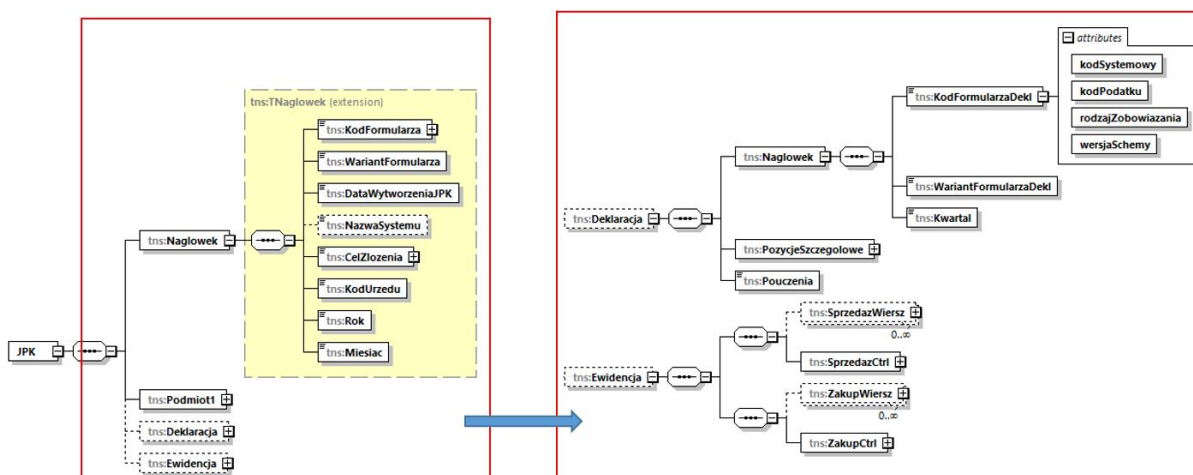 tns:TNaglowek (extension)
tns:KodFormularza
tns:WariantFormularza
tns:DataWytworzeniaJPK
tns:NazwaSystemu
tns:Naglowek
tns:CelZlozenia
tns:KodUrzedu
tns:Rok
JPK
tns:Miesiac
tns:Podmiot1
tns:Deklaracja
tns:Ewidencja
attributes
kodSystemowy
tns:KodFormularzaDekl
kodPodatku
rodzajZobowiazania
wersjaSchemy
tns:Naglowek
tns:WariantFormularzaDekl
tns:Deklaracja
tns:Kwartal
tns:PozycjeSzczegolowe
tns:Pouczenia
tns:SprzedazWiersz
0..∞
tns:SprzedazCtrl
tns:Ewidencja
tns:ZakupWiersz
0..∞
tns:ZakupCtrl